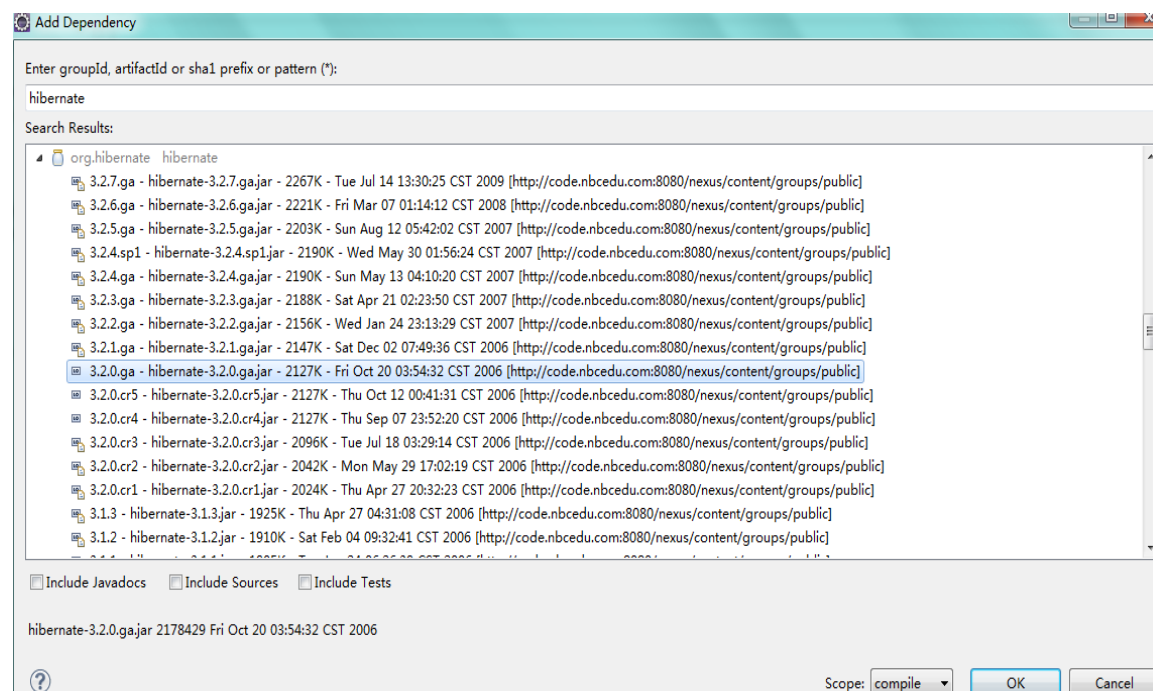 Add Dependency
Enter groupId, artifactId or sha1 prefix or pattern (*):
hibernate
Search Results:
org.hibernate hibernate
3.2.7.ga - hibernate-3.2.7.ga.jar - 2267K - Tue Jul 14 13:30:25 CST 2009 [http://code.nbcedu.com:8080/nexus/content/groups/public]
3.2.6.ga - hibernate-3.2.6.ga.jar - 2221K - Fri Mar 07 01:14:12 CST 2008 [http://code.nbcedu.com:8080/nexus/content/groups/public]
3.2.5.ga - hibernate-3.2.5.ga.jar - 2203K - Sun Aug 12 05:42:02 CST 2007 [http://code.nbcedu.com:8080/nexus/content/groups/public]
3.2.4.sp1 - hibernate-3.2.4.sp1.jar - 2190K - Wed May 30 01:56:24 CST 2007 [http://code.nbcedu.com:8080/nexus/content/groups/public]
3.2.4.ga - hibernate-3.2.4.ga.jar - 2190K - Sun May 13 04:10:20 CST 2007 [http://code.nbcedu.com:8080/nexus/content/groups/public]
3.2.3.ga - hibernate-3.2.3.ga.jar - 2188K - Sat Apr 21 02:23:50 CST 2007 [http://code.nbcedu.com:8080/nexus/content/groups/public]
3.2.2.ga - hibernate-3.2.2.ga.jar - 2156K - Wed Jan 24 23:13:29 CST 2007 [http://code.nbcedu.com:8080/nexus/content/groups/public]
3.2.1.ga - hibernate-3.2.1.ga.jar - 2147K - Sat Dec 02 07:49:36 CST 2006 [http://code.nbcedu.com:8080/nexus/content/groups/public]
3.2.0.ga - hibernate-3.2.0.ga.jar - 2127K - Fri Oct 20 03:54:32 CST 2006 [http://code.nbcedu.com:8080/nexus/content/groups/public]
3.2.0.cr5 - hibernate-3.2.0.cr5.jar - 2127K - Thu Oct 12 00:41:31 CST 2006 [http://code.nbcedu.com:8080/nexus/content/groups/public]
3.2.0.cr4 - hibernate-3.2.0.cr4.jar - 2127K - Thu Sep 07 23:52:20 CST 2006 [http://code.nbcedu.com:8080/nexus/content/groups/public]
3.2.0.cr3 - hibernate-3.2.0.cr3.jar - 2096K - Tue Jul 18 03:29:14 CST 2006 [http://code.nbcedu.com:8080/nexus/content/groups/public]
3.2.0.cr2 - hibernate-3.2.0.cr2.jar - 2042K - Mon May 29 17:02:19 CST 2006 [http://code.nbcedu.com:8080/nexus/content/groups/public]
3.2.0.cr1 - hibernate-3.2.0.cr1.jar - 2024K - Thu Apr 27 20:32:23 CST 2006 [http://code.nbcedu.com:8080/nexus/content/groups/public]
3.1.3 - hibernate-3.1.3.jar - 1925K - Thu Apr 27 04:31:08 CST 2006 [http://code.nbcedu.com:8080/nexus/content/groups/public]
3.1.2 - hibernate-3.1.2.jar - 1910K - Sat Feb 04 09:32:41 CST 2006 [http://code.nbcedu.com:8080/nexus/content/groups/public]
Include Javadocs Include Sources Include Tests
hibernate-3.2.0.ga.jar 2178429 Fri Oct 20 03:54:32 CST 2006
Scope: compile OK Cancel